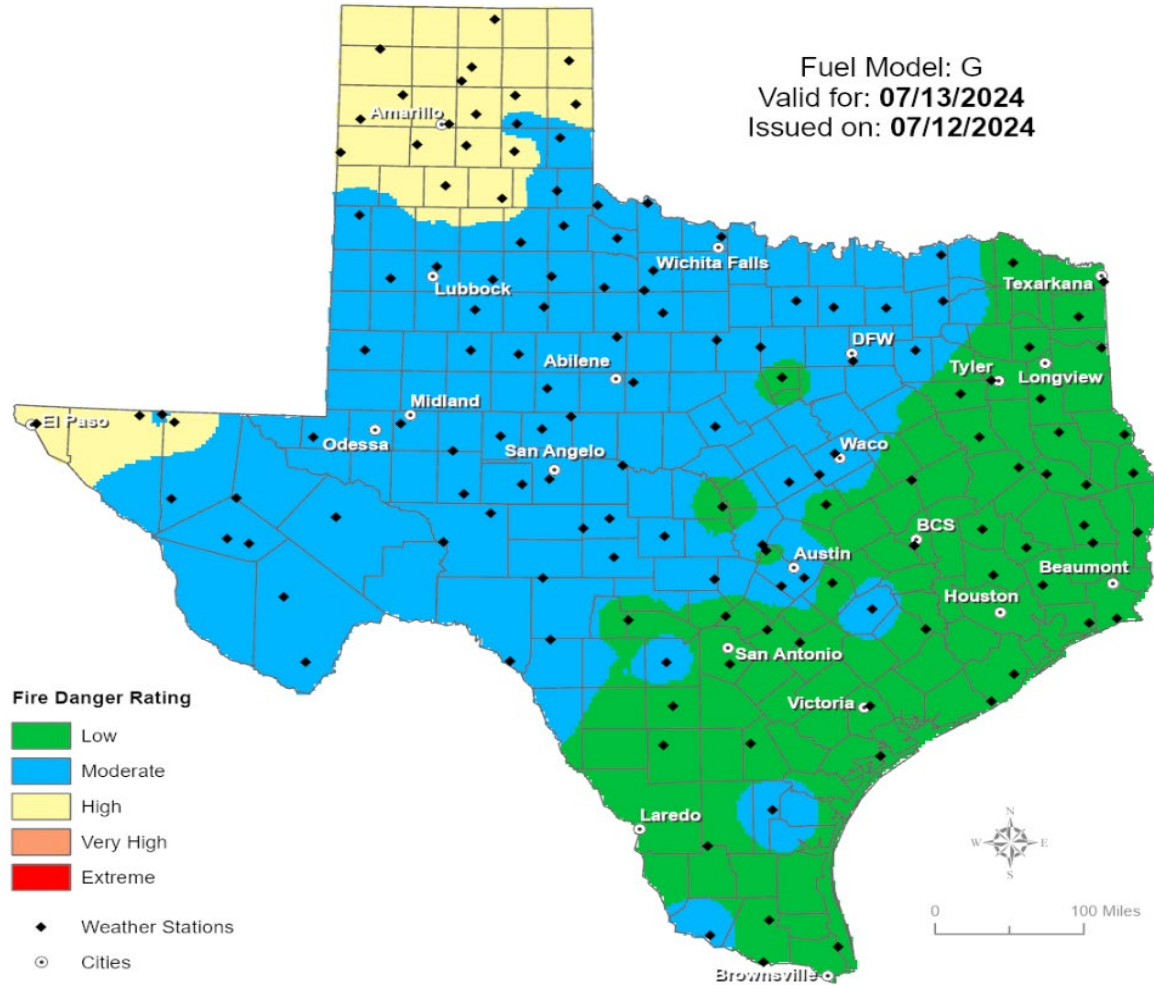 Fuel Model: G
Valid for: 07/13/2024
Issued on: 07/12/2024
Amarillo
Wichita Falls
Lubbock
Texarkana
DFW
Abilene
Tyler
Longview
Midland
El Paso
Odessa
Waco
San Angelo
BCS
Austin
Beaumont
Houston
San Antonio
Fire Danger Rating
Victoria
Low
Moderate
High
Laredo
N
W E
S
Very High
Extreme
0 100 Miles
Weather Stations
Cities
Brownsville